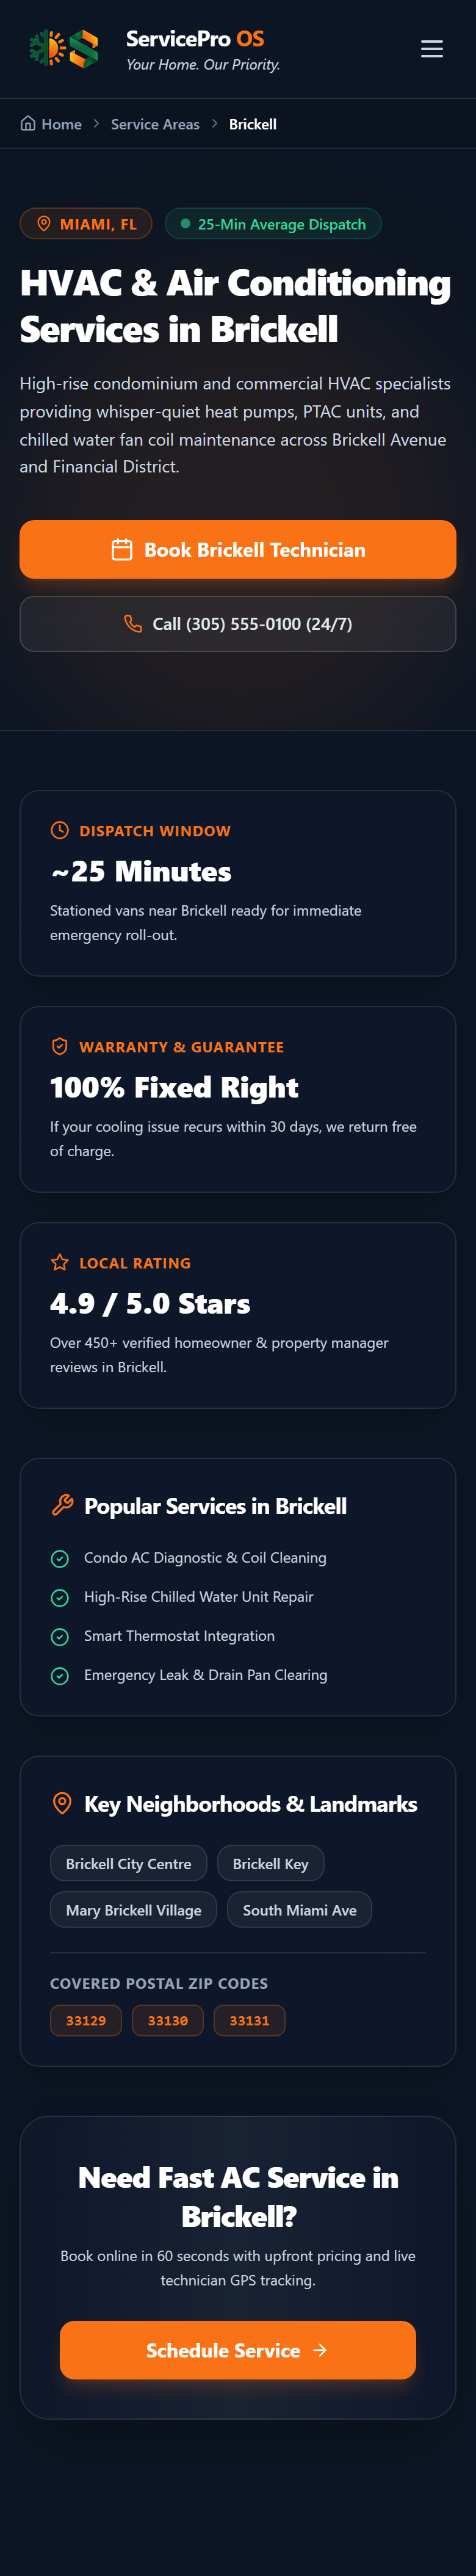 ServicePro OS
Your Home. Our Priority.
Home > Service Areas > Brickell
MIAMI, FL
25-Min Average Dispatch
HVAC & Air Conditioning
Services in Brickell
High-rise condominium and commercial HVAC specialists
providing whisper-quiet heat pumps, PTAC units, and
chilled water fan coil maintenance across Brickell Avenue
and Financial District.
Book Brickell Technician
Call (305) 555-0100 (24/7)
DISPATCH WINDOW
~25 Minutes
Stationed vans near Brickell ready for immediate
emergency roll-out.
WARRANTY & GUARANTEE
100% Fixed Right
If your cooling issue recurs within 30 days, we return free
of charge.
LOCAL RATING
4.9 / 5.0 Stars
Over 450+ verified homeowner & property manager
reviews in Brickell.
Popular Services in Brickell
Condo AC Diagnostic & Coil Cleaning
High-Rise Chilled Water Unit Repair
Smart Thermostat Integration
Emergency Leak & Drain Pan Clearing
Key Neighborhoods & Landmarks
Brickell City Centre
Brickell Key
Mary Brickell Village
South Miami Ave
COVERED POSTAL ZIP CODES
33129
33130
33131
Need Fast AC Service in
Brickell?
Book online in 60 seconds with upfront pricing and live
technician GPS tracking.
Schedule Service